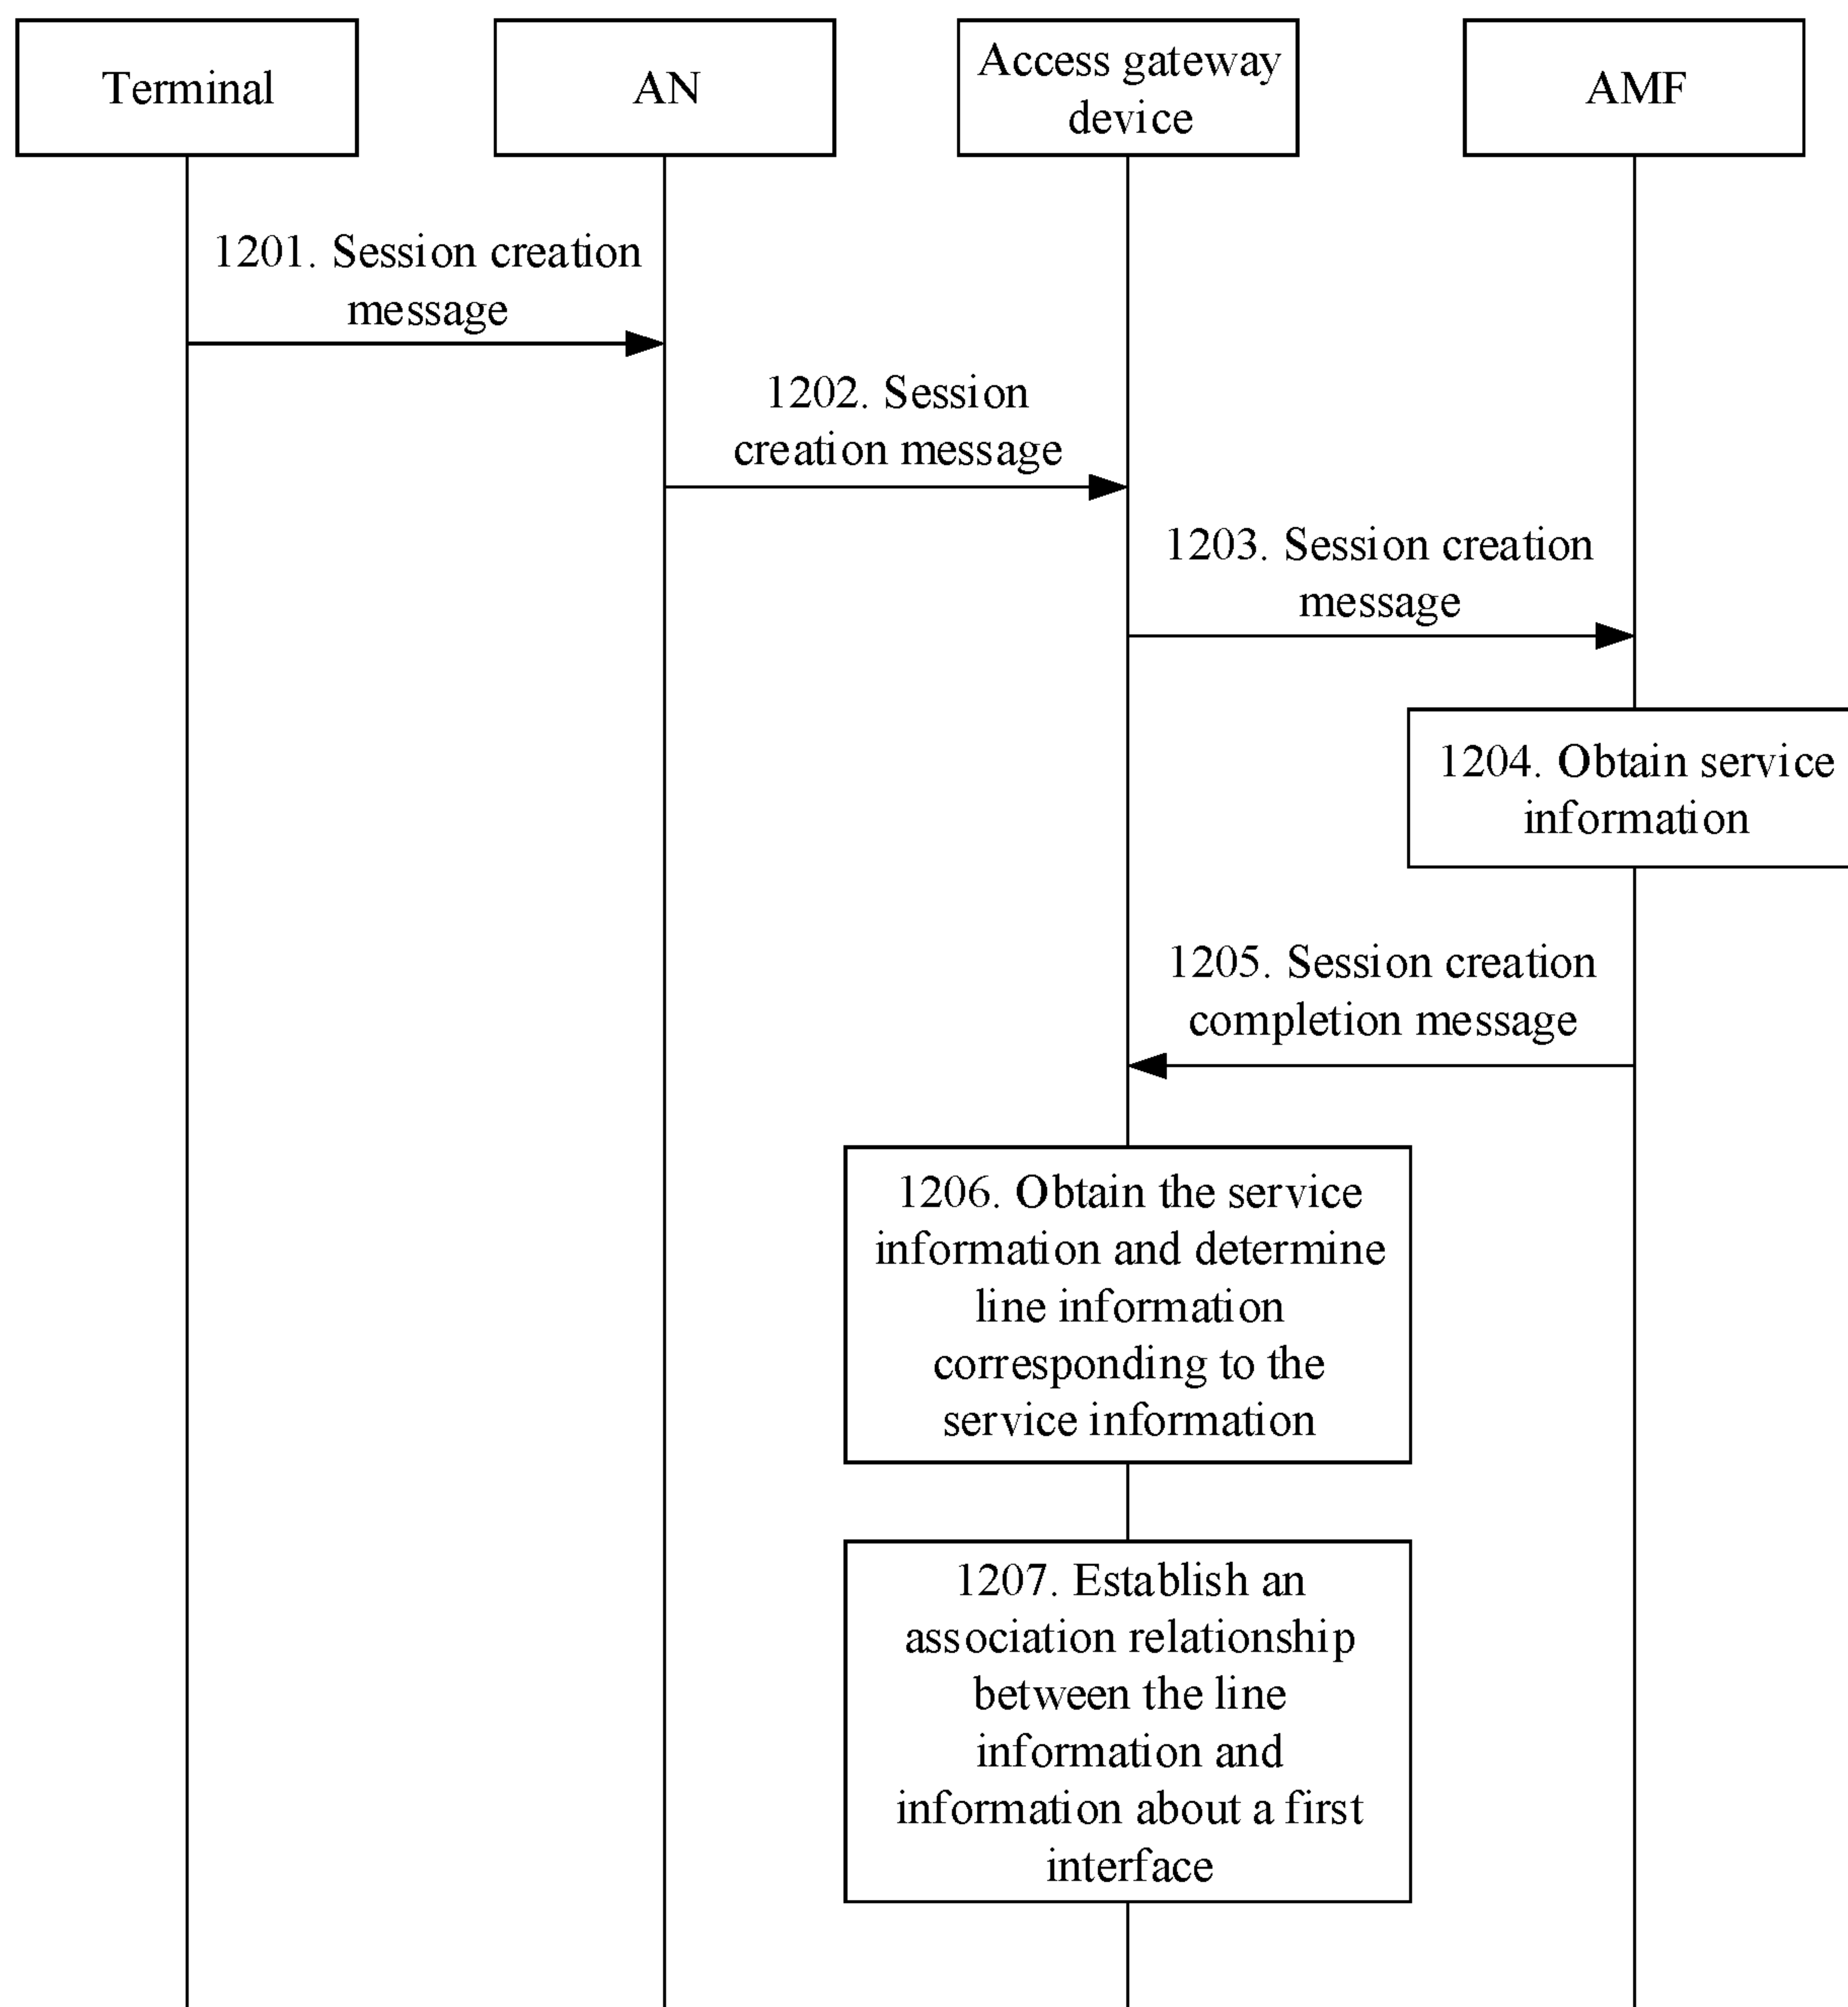 Terminal
AN
Access gateway
device
AMF
1201. Session creation
message
1202. Session
creation message
1203. Session creation
message
1204. Obtain service
information
1205. Session creation
completion message
1206. Obtain the service
information and determine
line information
corresponding to the
service information
1207. Establish an
association relationship
between the line
information and
information about a first
interface